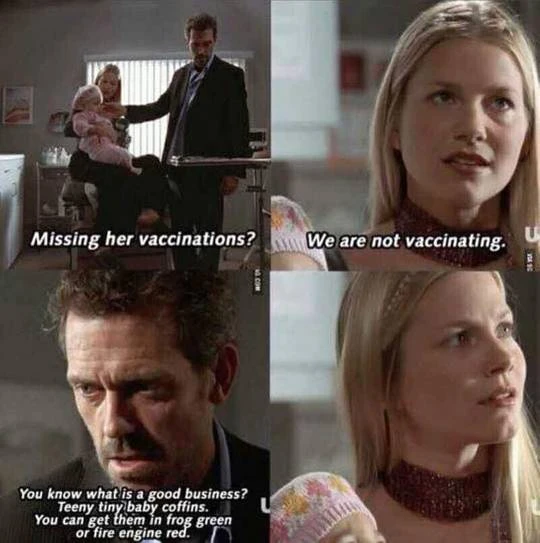 Missing her vaccinations?
We are not vaccinating.
You know what is a good business?
Teeny tiny baby coffins.
You can get them in frog green
or fire engine red.